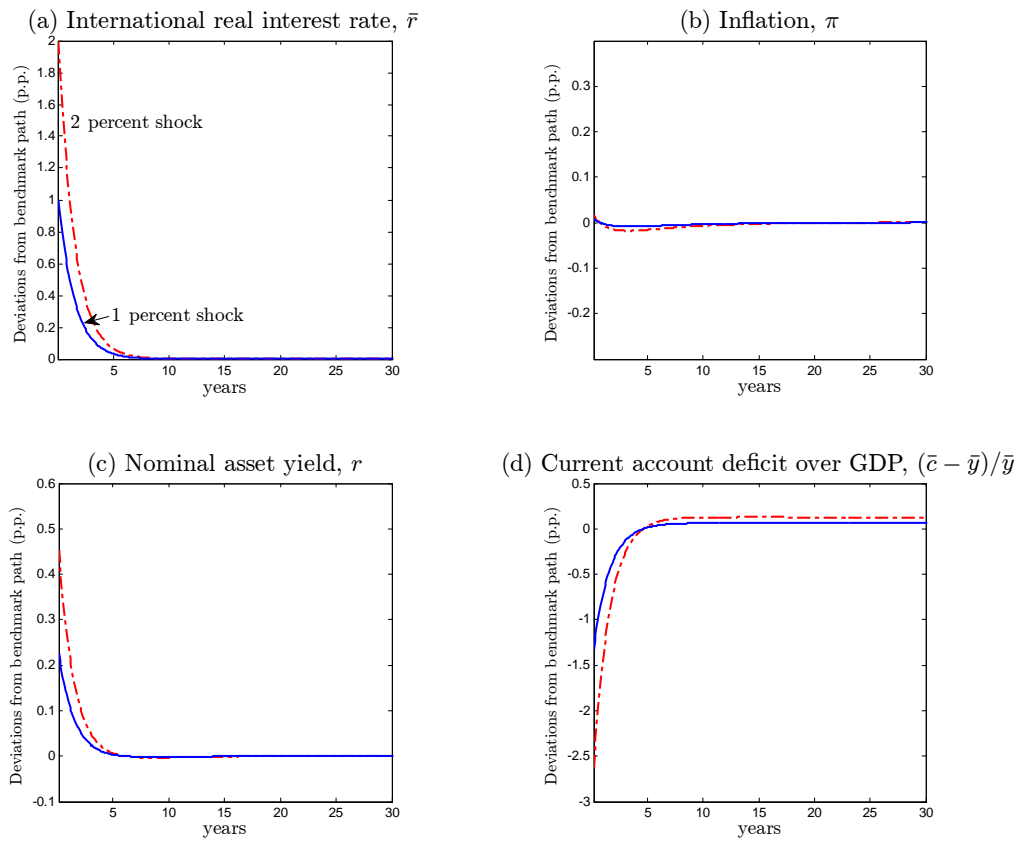 (a) International real interest rate, r̄
Deviations from benchmark path (p.p.)
2
1.8
1.6
1.4
1.2
1
0.8
0.6
0.4
0.2
0
2 percent shock
1 percent shock
5 10 15 20 25 30
years
(b) Inflation, π
Deviations from benchmark path (p.p.)
0.3
0.2
0.1
0
-0.1
-0.2
5 10 15 20 25 30
years
(c) Nominal asset yield, r
Deviations from benchmark path (p.p.)
0.6
0.5
0.4
0.3
0.2
0.1
0
-0.1
5 10 15 20 25 30
years
(d) Current account deficit over GDP, (c̄ − ȳ)/ȳ
Deviations from benchmark path (p.p.)
0.5
0
-0.5
-1
-1.5
-2
-2.5
-3
5 10 15 20 25 30
years